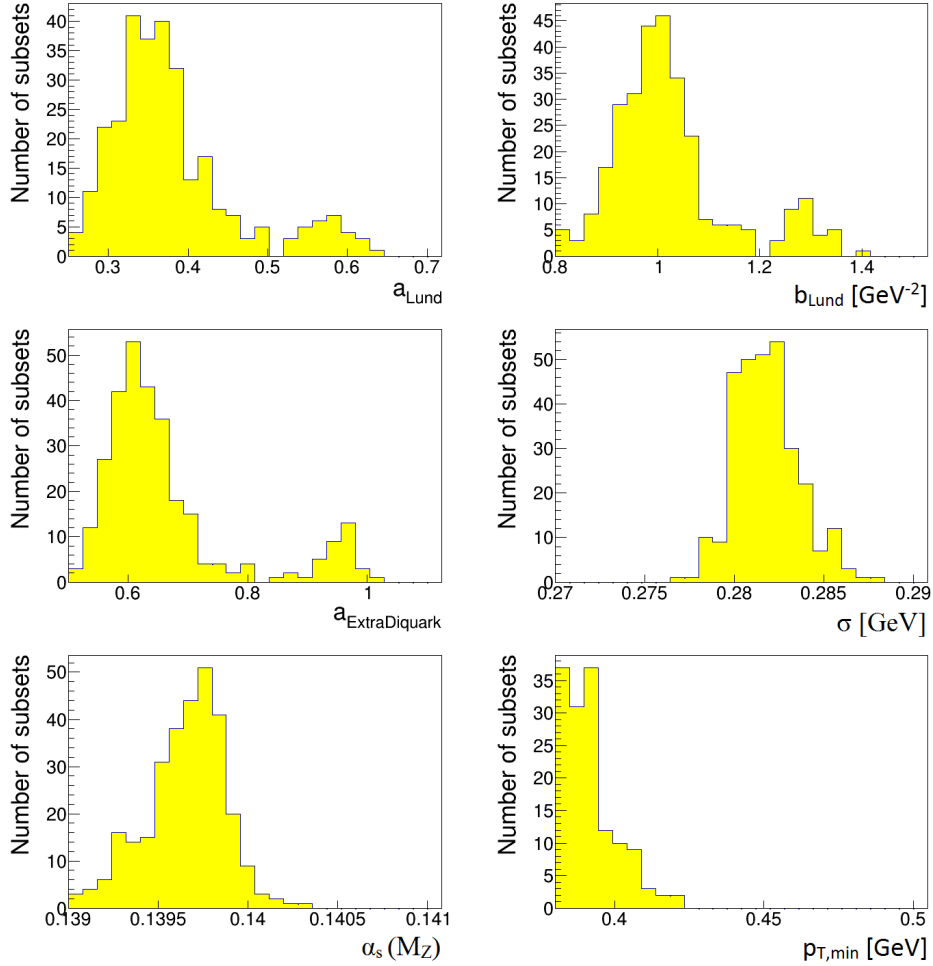 Number of subsets
40
35
30
25
20
15
10
5
0
0.3 0.4 0.5 0.6 0.7
a_Lund
Number of subsets
45
40
35
30
25
20
15
10
5
0
0.8 1 1.2 1.4
b_Lund [GeV⁻²]
Number of subsets
50
40
30
20
10
0
0.6 0.8 1
a_ExtraDiquark
Number of subsets
50
40
30
20
10
0
0.27 0.275 0.28 0.285 0.29
σ [GeV]
Number of subsets
50
40
30
20
10
0
0.139 0.1395 0.14 0.1405 0.141
α_s (M_Z)
Number of subsets
35
30
25
20
15
10
5
0
0.4 0.45 0.5
p_T,min [GeV]